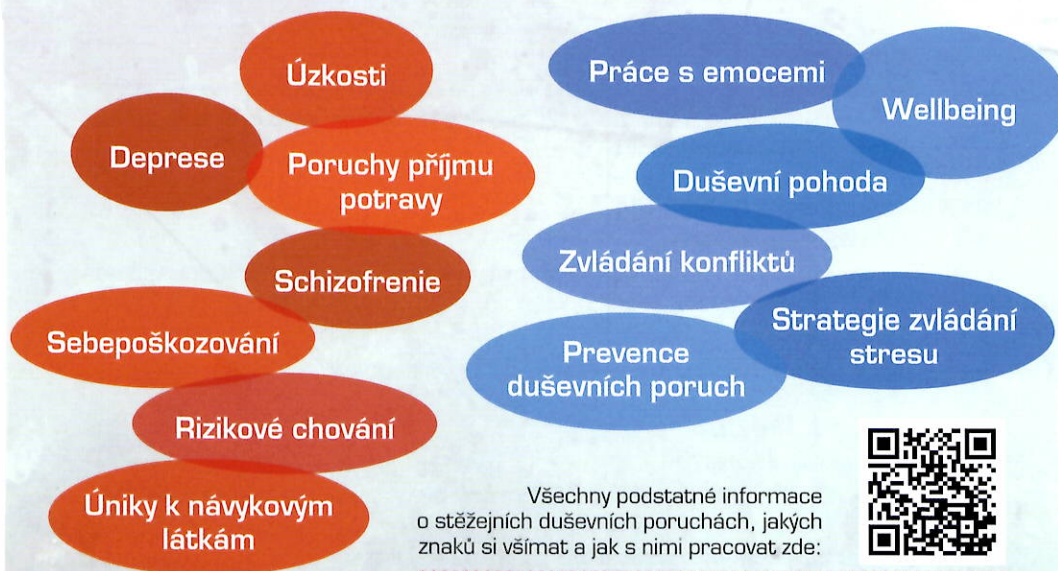 Úzkosti
Deprese
Poruchy příjmu
potravy
Schizofrenie
Sebepoškozování
Rizikové chování
Úniky k návykovým
látkám
Práce s emocemi
Wellbeing
Duševní pohoda
Zvládání konfliktů
Strategie zvládání
stresu
Prevence
duševních poruch
Všechny podstatné informace
o stěžejních duševních poruchách, jakých
znaků si všímat a jak s nimi pracovat zde: